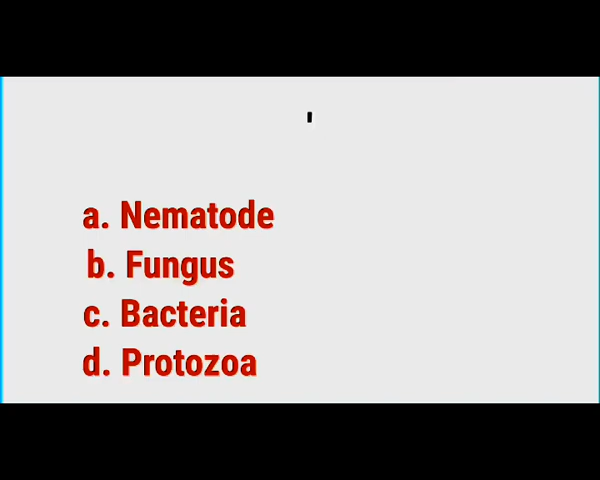 '
a. Nematode
b. Fungus
c. Bacteria
d. Protozoa